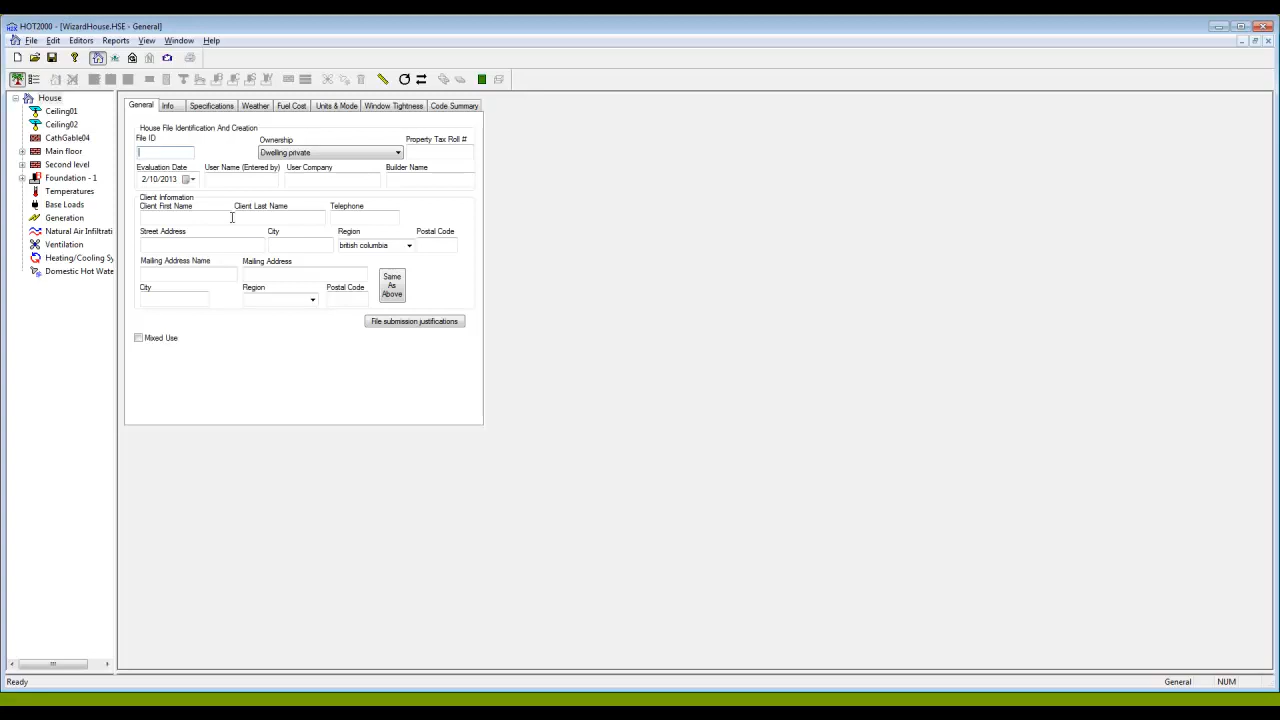 HOT2000 - [WizardHouse.HSE - General]
File Edit Editors Reports View Window Help
House
Ceiling01
Ceiling02
CathGable04
Main floor
Second level
Foundation - 1
Temperatures
Base Loads
Generation
Natural Air Infiltrati
Ventilation
Heating/Cooling Sy
Domestic Hot Wate
General Info Specifications Weather Fuel Cost Units & Mode Window Tightness Code Summary
House File Identification And Creation
File ID Ownership Property Tax Roll #
Dwelling private
Evaluation Date User Name (Entered by) User Company Builder Name
2/10/2013
Client Information
Client First Name Client Last Name Telephone
Street Address City Region Postal Code
british columbia
Mailing Address Name Mailing Address
Same
As
Above
City Region Postal Code
File submission justifications
Mixed Use
Ready General NUM